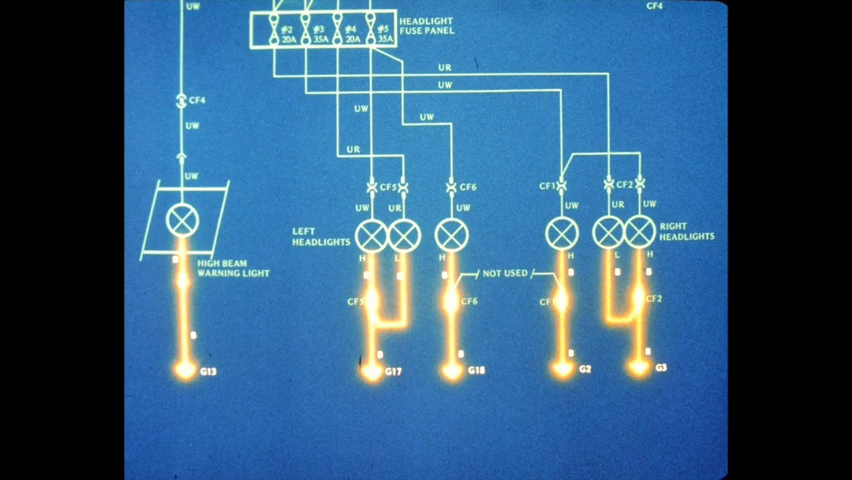 UW
CF4
HEADLIGHT
FUSE PANEL
#2
20A
#3
35A
#4
20A
#5
35A
UR
UW
CF4
UW
UW
UW
UR
UW
CF5
CF6
CF1
CF2
UW
UR
UW
UW
UR
UW
LEFT
HEADLIGHTS
RIGHT
HEADLIGHTS
H
L
H
H
L
H
B
HIGH BEAM
WARNING LIGHT
B
B
B
NOT USED
B
B
B
CF5
CF6
CF1
CF2
B
B
B
B
B
G13
G17
G18
G2
G3